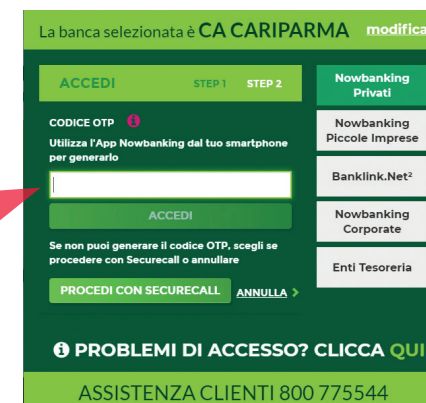 La banca selezionata è CA CARIPARMA modifica
ACCEDI STEP 1 STEP 2
CODICE OTP
Utilizza l'App Nowbanking dal tuo smartphone
per generarlo
ACCEDI
Se non puoi generare il codice OTP, scegli se
procedere con Securecall o annullare
PROCEDI CON SECURECALL ANNULLA >
Nowbanking
Privati
Nowbanking
Piccole Imprese
Banklink.Net²
Nowbanking
Corporate
Enti Tesoreria
PROBLEMI DI ACCESSO? CLICCA QUI
ASSISTENZA CLIENTI 800 775544